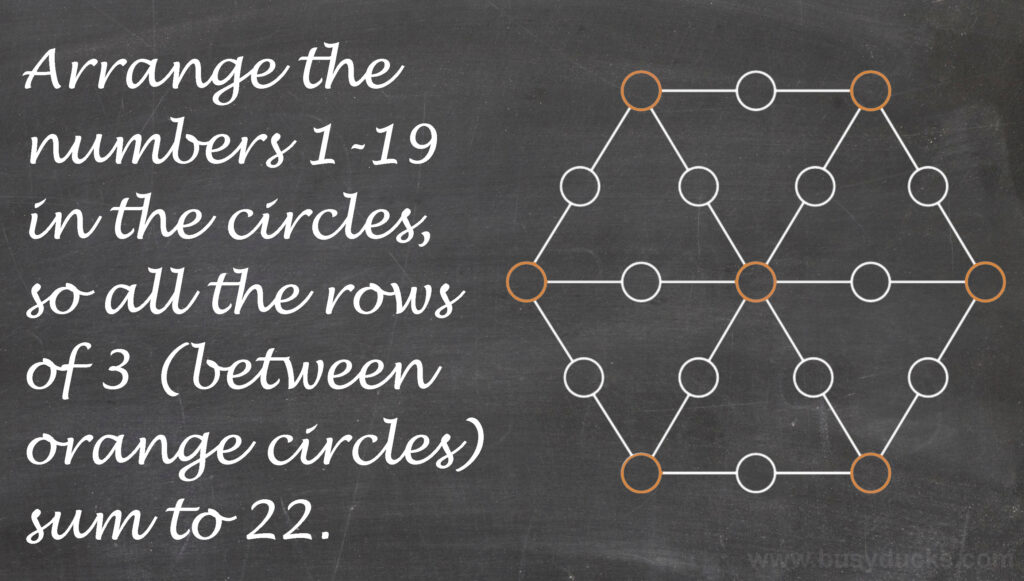 Arrange the
numbers 1-19
in the circles,
so all the rows
of 3 (between
orange circles)
sum to 22.
www.busyducks.com